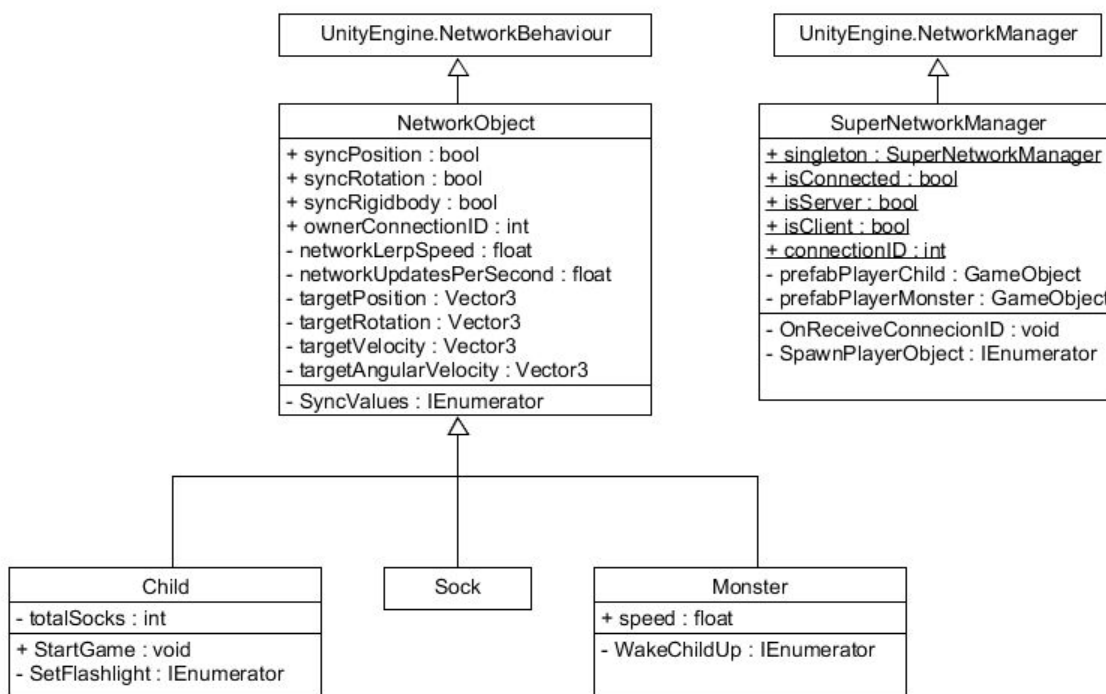 UnityEngine.NetworkBehaviour
UnityEngine.NetworkManager
NetworkObject
+ syncPosition : bool
+ syncRotation : bool
+ syncRigidbody : bool
+ ownerConnectionID : int
- networkLerpSpeed : float
- networkUpdatesPerSecond : float
- targetPosition : Vector3
- targetRotation : Vector3
- targetVelocity : Vector3
- targetAngularVelocity : Vector3
- SyncValues : IEnumerator
SuperNetworkManager
+ singleton : SuperNetworkManager
+ isConnected : bool
+ isServer : bool
+ isClient : bool
+ connectionID : int
- prefabPlayerChild : GameObject
- prefabPlayerMonster : GameObject
- OnReceiveConnecionID : void
- SpawnPlayerObject : IEnumerator
Child
- totalSocks : int
+ StartGame : void
- SetFlashlight : IEnumerator
Sock
Monster
+ speed : float
- WakeChildUp : IEnumerator